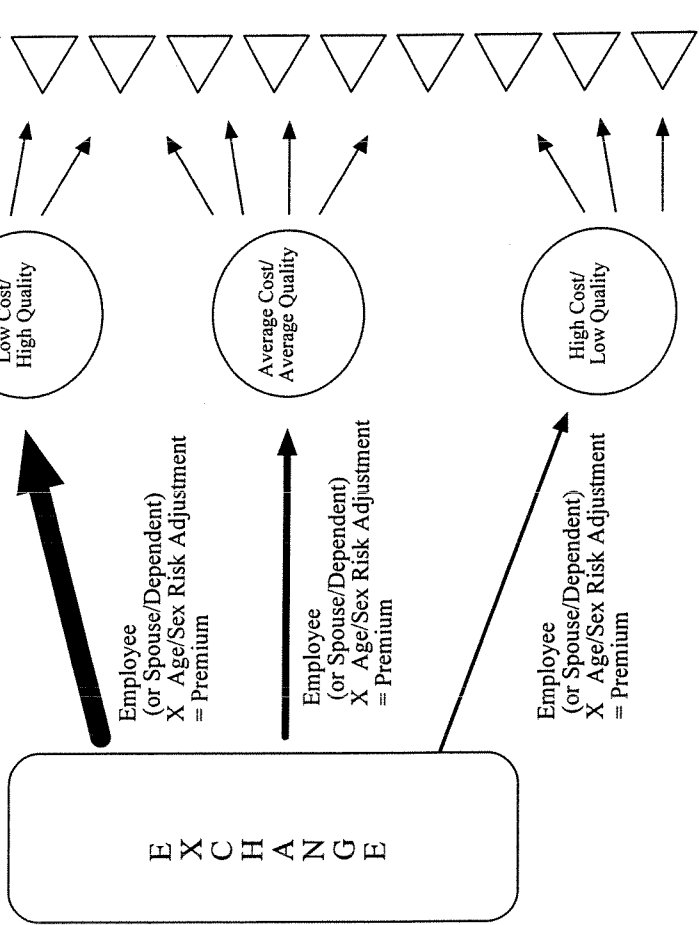 E
X
C
H
A
N
G
E
Employee
(or Spouse/Dependent)
X Age/Sex Risk Adjustment
= Premium
Employee
(or Spouse/Dependent)
X Age/Sex Risk Adjustment
= Premium
Employee
(or Spouse/Dependent)
X Age/Sex Risk Adjustment
= Premium
Low Cost/
High Quality
Average Cost/
Average Quality
High Cost/
Low Quality